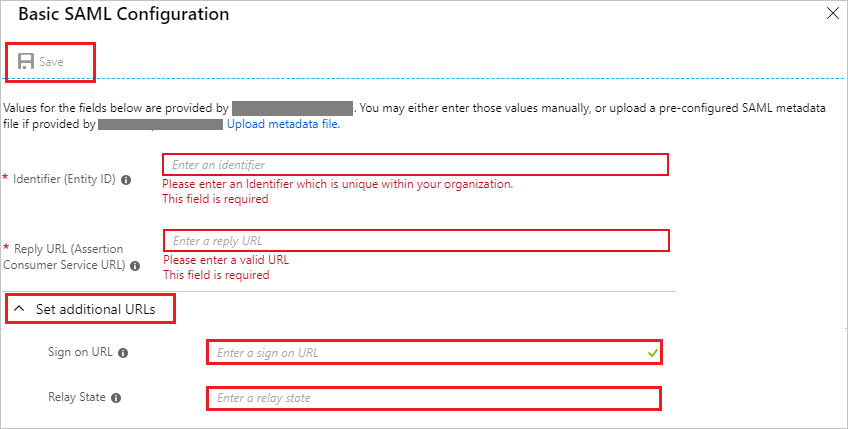 Basic SAML Configuration
Save
Values for the fields below are provided by . You may either enter those values manually, or upload a pre-configured SAML metadata
file if provided by Upload metadata file.
Enter an identifier
* Identifier (Entity ID)
Please enter an Identifier which is unique within your organization.
This field is required
Enter a reply URL
* Reply URL (Assertion
Consumer Service URL)
Please enter a valid URL
This field is required
Set additional URLs
Sign on URL
Enter a sign on URL
Relay State
Enter a relay state